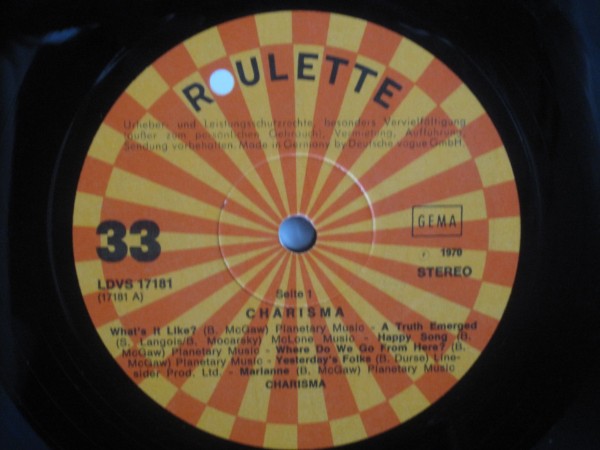 ROULETTE
Urheber- und Leistungsschutzrechte, besonders Vervielfältigung
(außer zum persönlichen Gebrauch), Vermietung, Aufführung,
Sendung vorbehalten. Made in Germany by Deutsche vogue GmbH.
33
GEMA
1970
STEREO
LDVS 17181
(17181 A)
Seite 1
CHARISMA
What's It Like? (B. McGaw) Planetary Music - A Truth Emerged
(S. Langois/B. Mocarsky) McLone Music - Happy Song (B.
McGaw) Planetary Music - Where Do We Go From Here? (B.
McGaw) Planetary Music - Yesterday's Folks (B. Durse) Line-
sider Prod. Ltd. - Marianne (B. McGaw) Planetary Music
CHARISMA